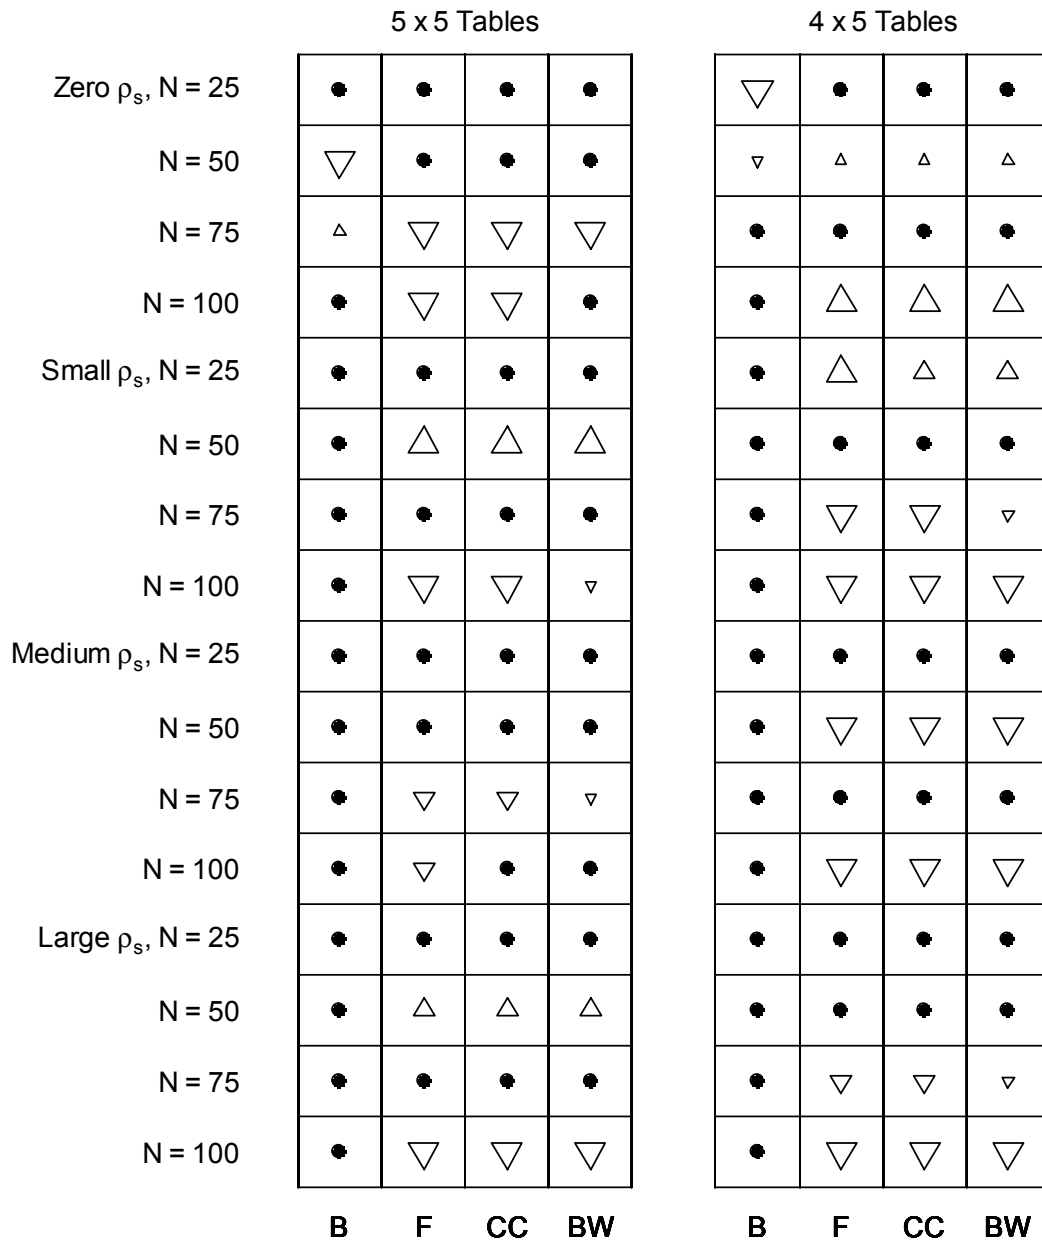 5 x 5 Tables 4 x 5 Tables
Zero ρs, N = 25
N = 50
N = 75
N = 100
Small ρs, N = 25
N = 50
N = 75
N = 100
Medium ρs, N = 25
N = 50
N = 75
N = 100
Large ρs, N = 25
N = 50
N = 75
N = 100
B F CC BW B F CC BW